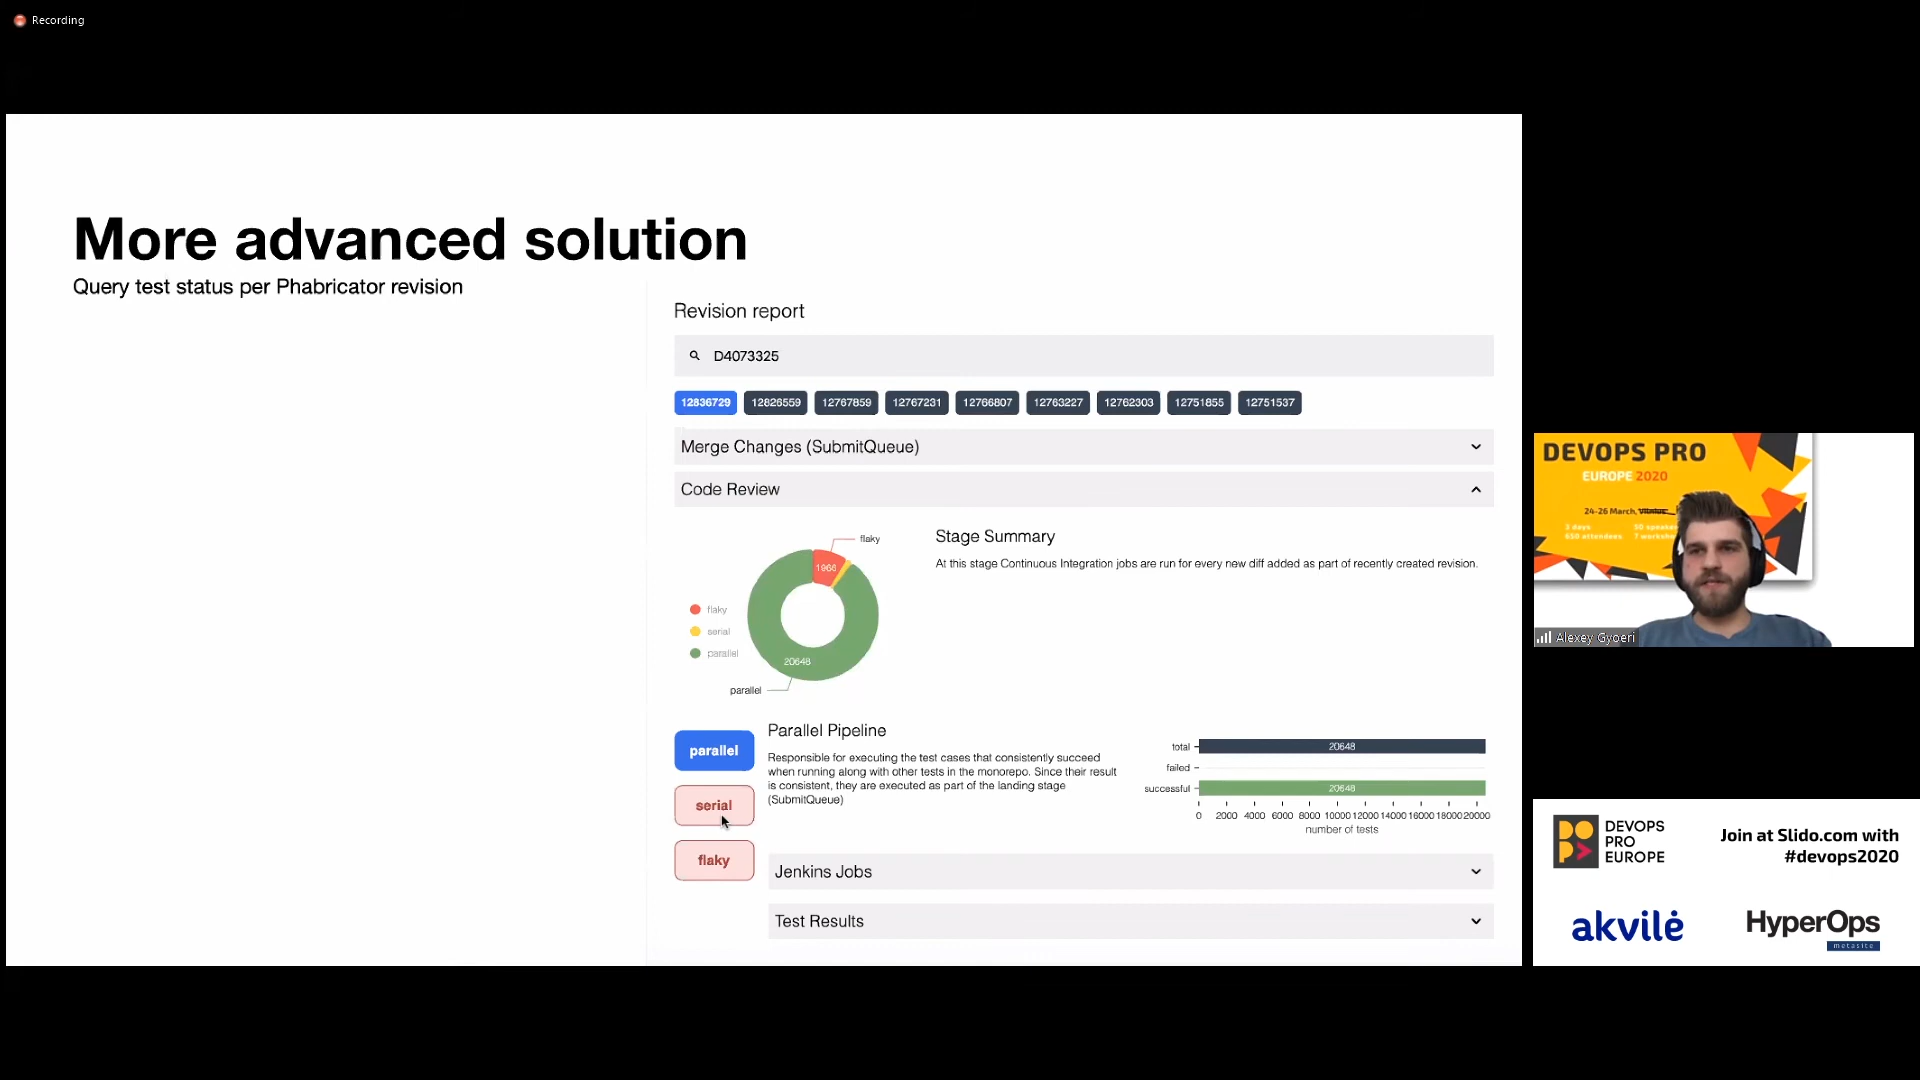 Recording
More advanced solution
Query test status per Phabricator revision
Revision report
D4073325
12836729 12826559 12767859 12767231 12766807 12763227 12762303 12751855 12751537
Merge Changes (SubmitQueue)
Code Review
flaky
1966
flaky
serial
parallel
20648
parallel
Stage Summary
At this stage Continuous Integration jobs are run for every new diff added as part of recently created revision.
parallel
serial
flaky
Parallel Pipeline
Responsible for executing the test cases that consistently succeed
when running along with other tests in the monorepo. Since their result
is consistent, they are executed as part of the landing stage
(SubmitQueue)
total 20648
failed
successful 20648
0 2000 4000 6000 8000 10000 12000 14000 16000 18000 20000
number of tests
Jenkins Jobs
Test Results
DEVOPS PRO
EUROPE 2020
24-26 March, Vilnius
3 days
650 attendees
Alexey Gyoeri
DEVOPS
PRO
EUROPE
Join at Slido.com with
#devops2020
akvilė
HyperOps
metasite